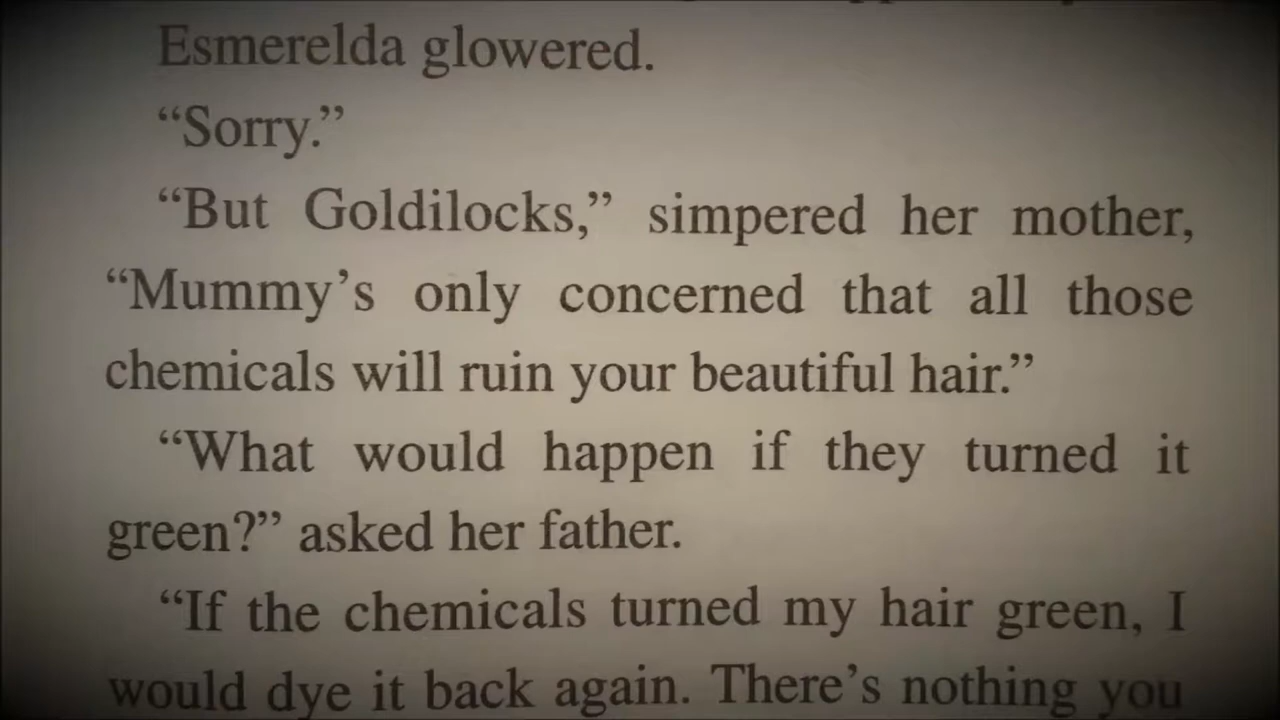 Esmerelda glowered.
“Sorry.”
“But Goldilocks,” simpered her mother,
“Mummy’s only concerned that all those
chemicals will ruin your beautiful hair.”
“What would happen if they turned it
green?” asked her father.
“If the chemicals turned my hair green, I
would dye it back again. There’s nothing you